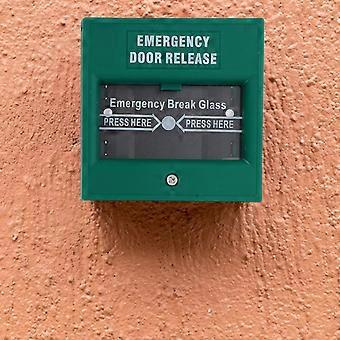 EMERGENCY
DOOR RELEASE
Emergency Break Glass
PRESS HERE PRESS HERE